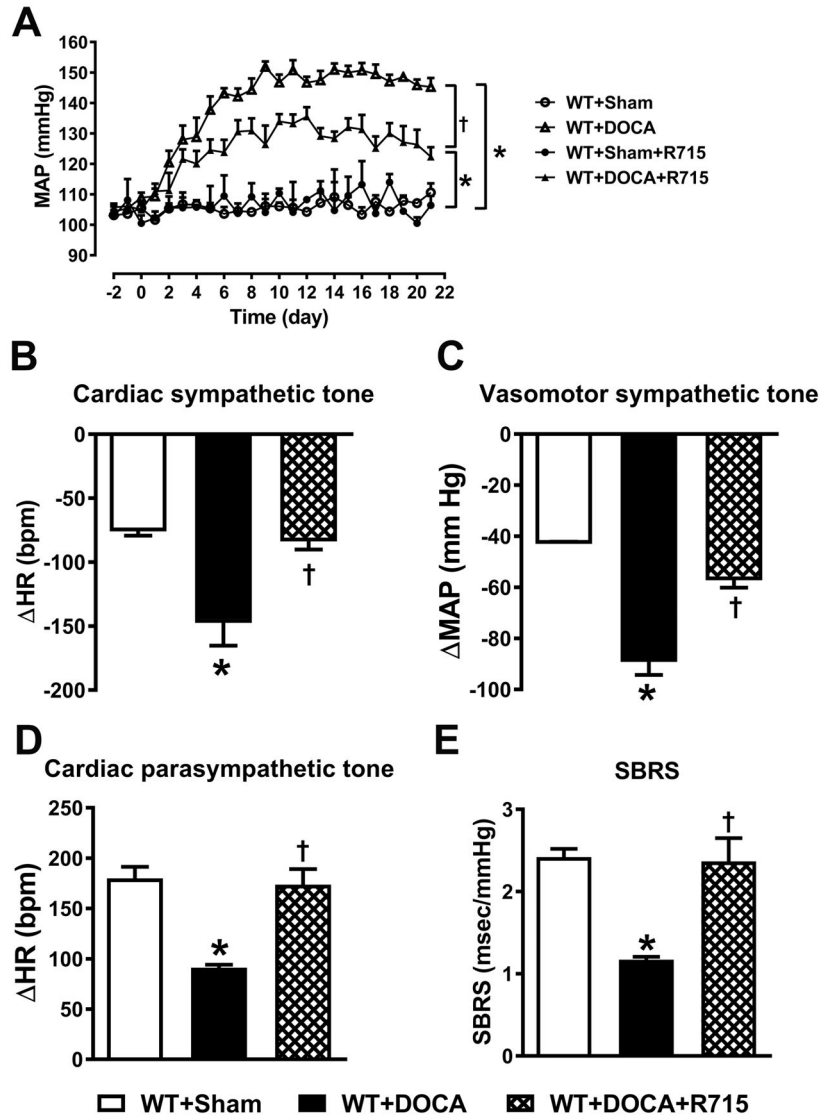 A
160
150
140
130
120
110
100
90
MAP (mmHg)
-2 0 2 4 6 8 10 12 14 16 18 20 22
Time (day)
† * *
WT+Sham
WT+DOCA
WT+Sham+R715
WT+DOCA+R715
B
Cardiac sympathetic tone
0
-50
-100
-150
-200
ΔHR (bpm)
* †
C
Vasomotor sympathetic tone
0
-20
-40
-60
-80
-100
ΔMAP (mm Hg)
* †
D
Cardiac parasympathetic tone
250
200
150
100
50
0
ΔHR (bpm)
* †
E
SBRS
3
2
1
0
SBRS (msec/mmHg)
* †
WT+Sham WT+DOCA WT+DOCA+R715